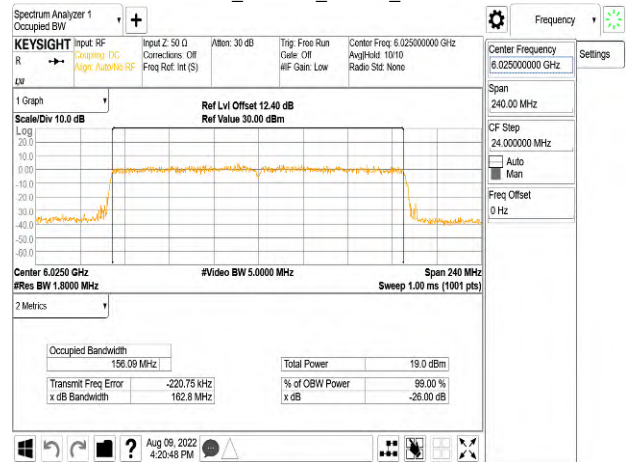 Spectrum Analyzer 1
Occupied BW
Frequency
KEYSIGHT
R
Input: RF
Coupling: DC
Align: Auto/No RF
Input Z: 50 Ω
Corrections: Off
Freq Ref: Int (S)
Atten: 30 dB
Trig: Free Run
Gate: Off
#IF Gain: Low
Center Freq: 6.025000000 GHz
Avg|Hold: 10/10
Radio Std: None
Center Frequency
6.025000000 GHz
Settings
Span
240.00 MHz
CF Step
24.000000 MHz
Auto
Man
Freq Offset
0 Hz
1 Graph
Scale/Div 10.0 dB
Ref Lvl Offset 12.40 dB
Ref Value 30.00 dBm
Log
20.0
10.0
0.00
-10.0
-20.0
-30.0
-40.0
-50.0
-60.0
Center 6.0250 GHz
#Res BW 1.8000 MHz
#Video BW 5.0000 MHz
Span 240 MHz
Sweep 1.00 ms (1001 pts)
2 Metrics
Occupied Bandwidth
156.09 MHz
Total Power 19.0 dBm
Transmit Freq Error -220.75 kHz
% of OBW Power 99.00 %
x dB Bandwidth 162.8 MHz
x dB -26.00 dB
?
Aug 09, 2022
4:20:48 PM